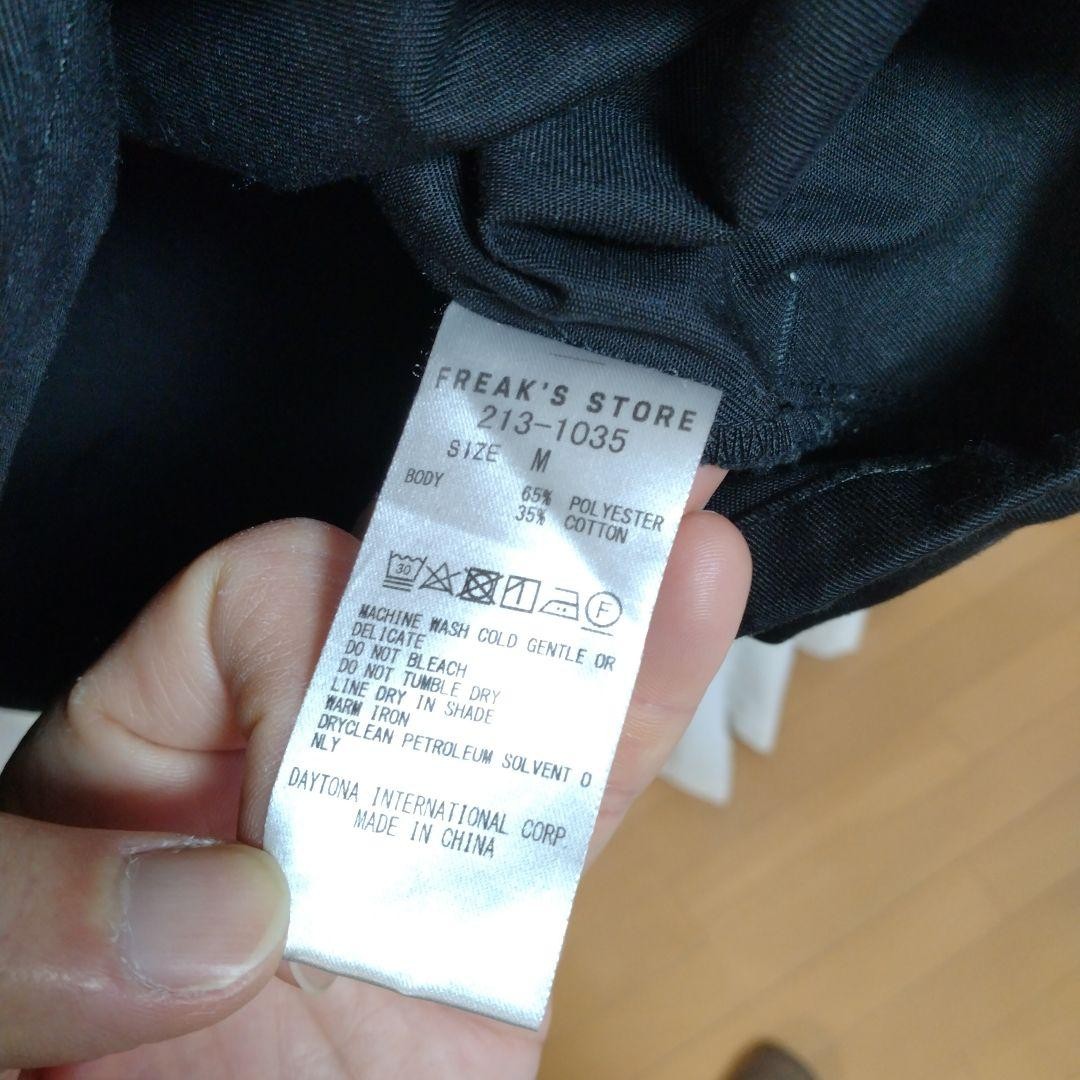 FREAK'S STORE
213-1035
SIZE M
BODY 65% POLYESTER
35% COTTON
30 F
MACHINE WASH COLD GENTLE OR
DELICATE
DO NOT BLEACH
DO NOT TUMBLE DRY
LINE DRY IN SHADE
WARM IRON
DRYCLEAN PETROLEUM SOLVENT O
NLY
DAYTONA INTERNATIONAL CORP.
MADE IN CHINA